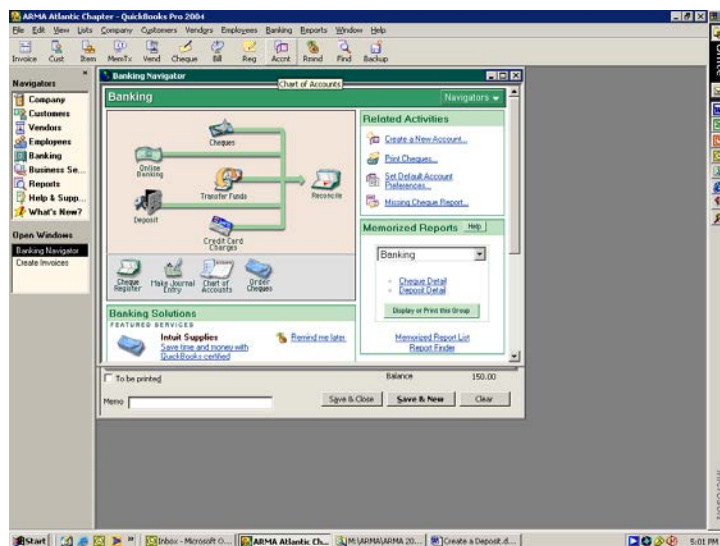 ARMA Atlantic Chapter - QuickBooks Pro 2004
File Edit View Lists Company Customers Vendors Employees Banking Reports Window Help
Invoice Cust Item MemTx Vend Cheque Bill Reg Accnt Rmnd Find Backup
Chart of Accounts
Navigators
Company
Customers
Vendors
Employees
Banking
Business Se...
Reports
Help & Supp...
What's New?
Open Windows
Banking Navigator
Create Invoices
Banking Navigator
Banking
Navigators
Cheques
Online Banking
Transfer Funds
Reconcile
Deposit
Credit Card
Charges
Cheque Register
Make Journal Entry
Chart of Accounts
Order Cheques
Related Activities
Create a New Account...
Print Cheques...
Set Default Account
Preferences...
Missing Cheque Report...
Memorized Reports Help
Banking
Cheque Detail
Deposit Detail
Display or Print this Group
Memorized Report List
Report Finder
Banking Solutions
FEATURED SERVICES
Intuit Supplies
Save time and money with
QuickBooks certified
Remind me later
To be printed
Balance 150.00
Memo
Save & Close Save & New Clear
Start
Inbox - Microsoft O...
ARMA Atlantic Ch...
M:\ARMA\ARMA 20...
Create a Deposit.d...
5:01 PM